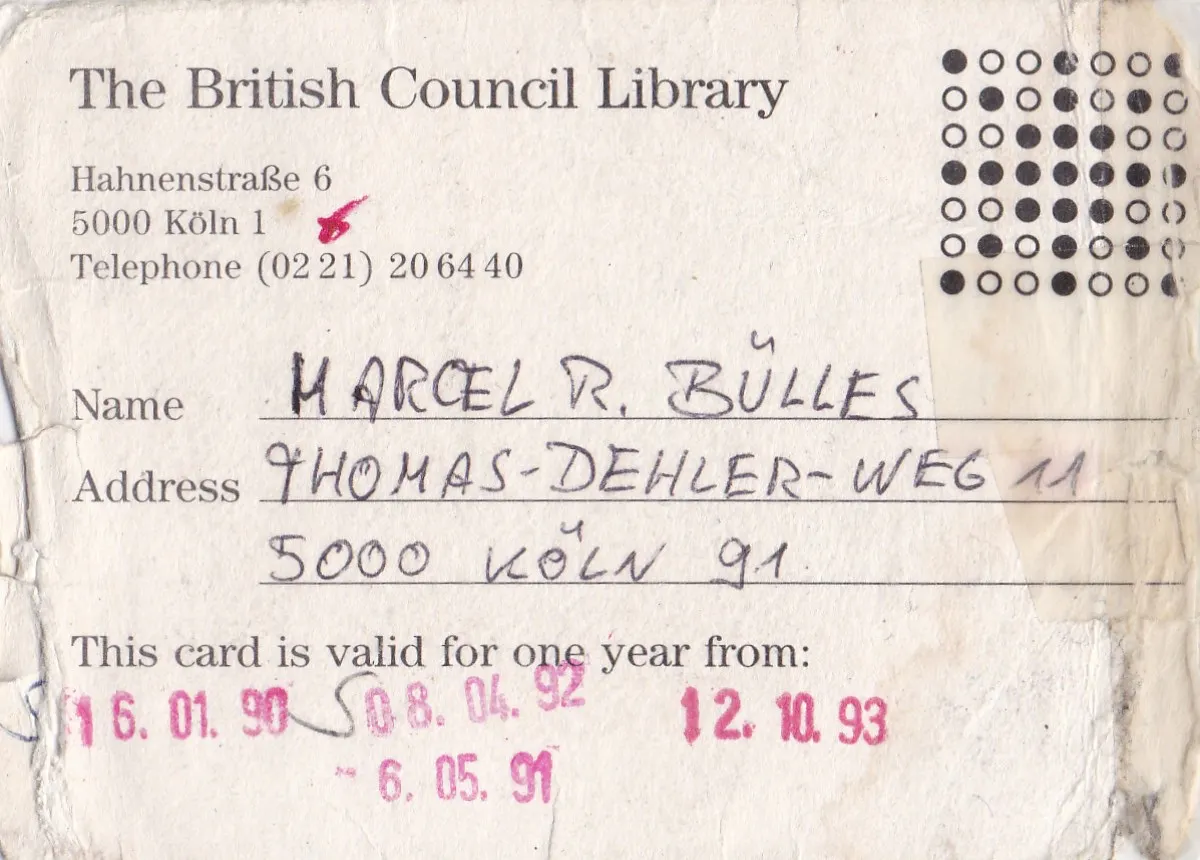 The British Council Library
Hahnenstraße 6
5000 Köln 1
Telephone (02 21) 20 64 40
Name MARCEL R. BÜLLES
Address THOMAS-DEHLER-WEG 11
5000 KÖLN 91
This card is valid for one year from:
16. 01. 90 08. 04. 92 12. 10. 93
- 6. 05. 91